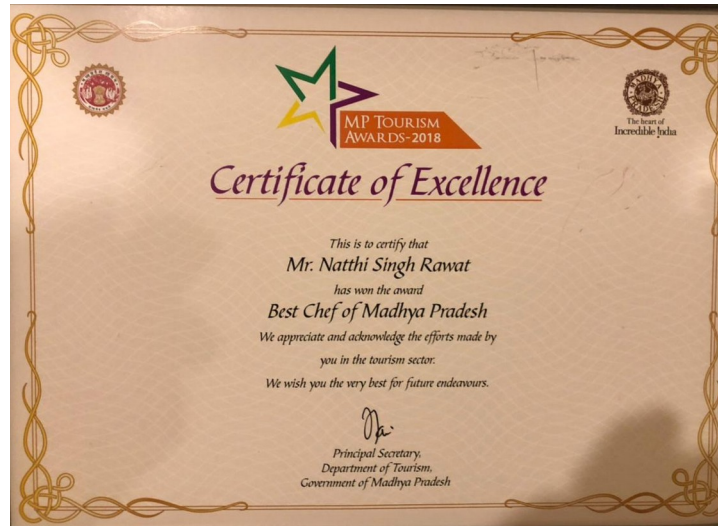 MP TOURISM
AWARDS-2018
MADHYA PRADESH
The heart of
Incredible !ndia
Certificate of Excellence
This is to certify that
Mr. Natthi Singh Rawat
has won the award
Best Chef of Madhya Pradesh
We appreciate and acknowledge the efforts made by
you in the tourism sector.
We wish you the very best for future endeavours.
Principal Secretary,
Department of Tourism,
Government of Madhya Pradesh